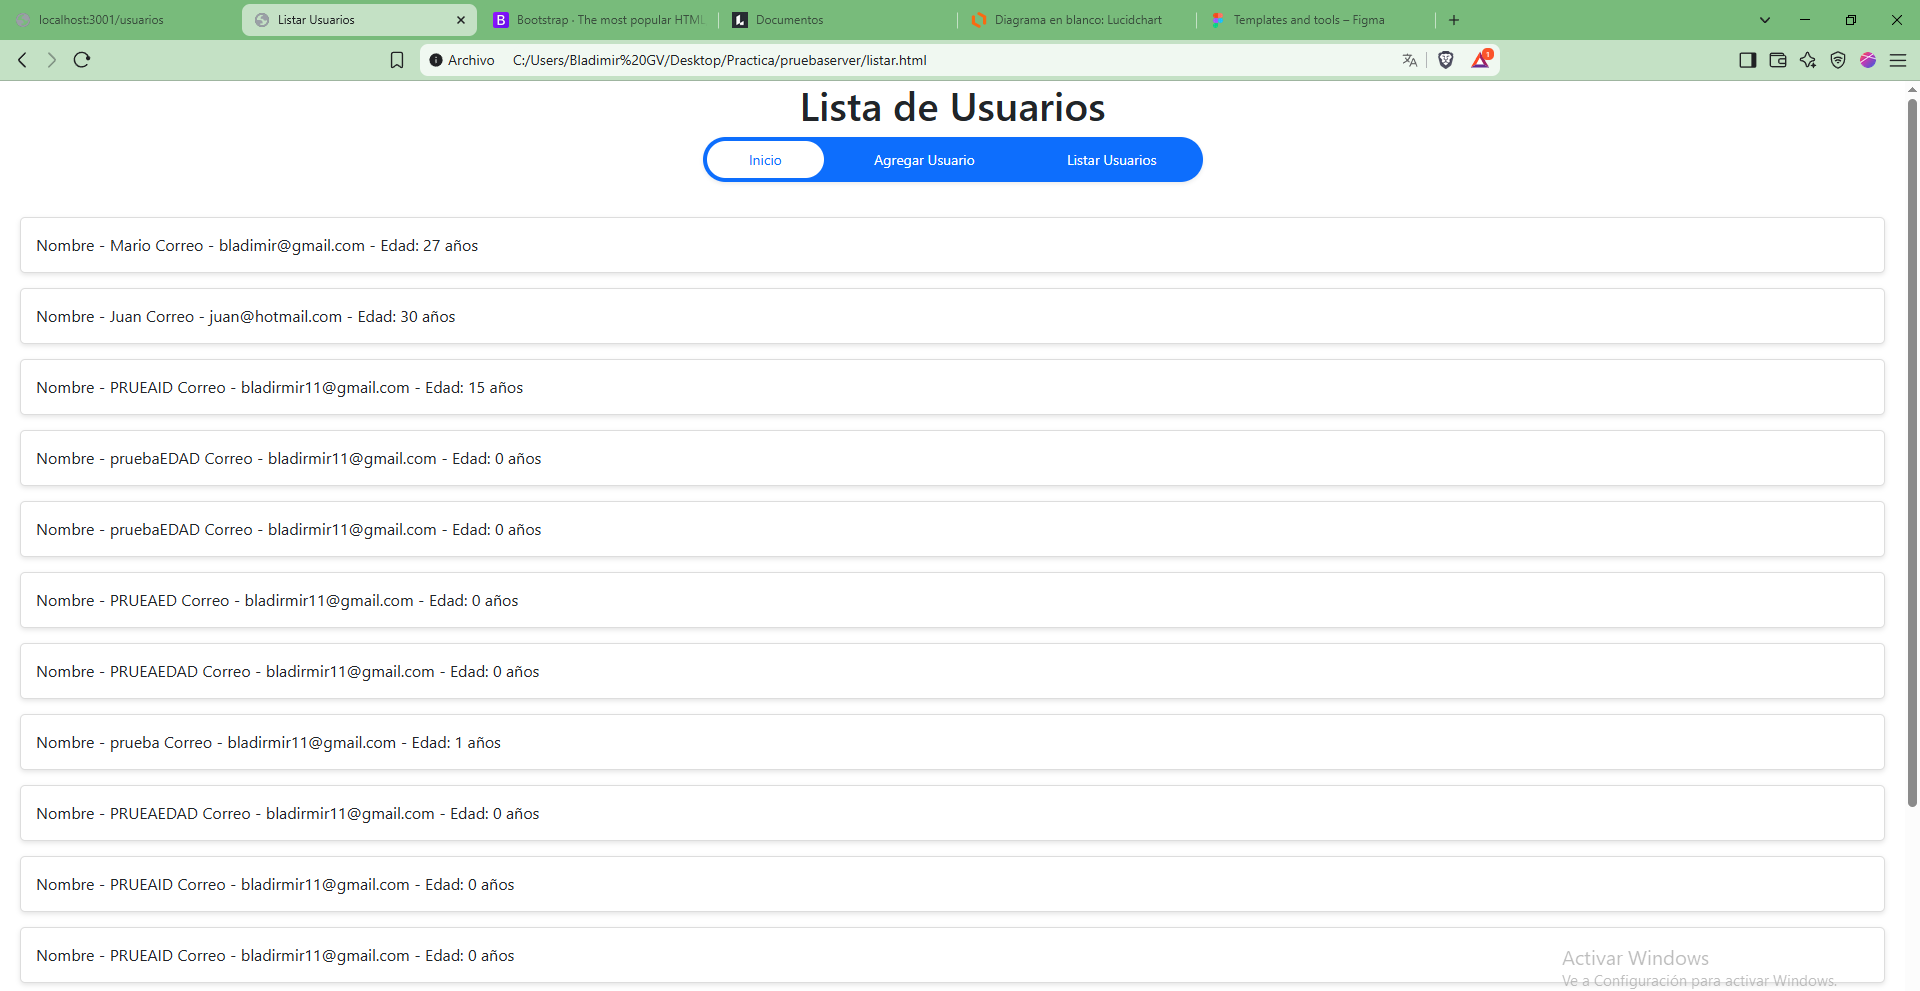 localhost:3001/usuarios
Listar Usuarios
Bootstrap · The most popular HTML
Documentos
Diagrama en blanco: Lucidchart
Templates and tools – Figma
Archivo C:/Users/Bladimir%20GV/Desktop/Practica/pruebaserver/listar.html
1
Lista de Usuarios
Inicio
Agregar Usuario
Listar Usuarios
Nombre - Mario Correo - bladimir@gmail.com - Edad: 27 años
Nombre - Juan Correo - juan@hotmail.com - Edad: 30 años
Nombre - PRUEAID Correo - bladirmir11@gmail.com - Edad: 15 años
Nombre - pruebaEDAD Correo - bladirmir11@gmail.com - Edad: 0 años
Nombre - pruebaEDAD Correo - bladirmir11@gmail.com - Edad: 0 años
Nombre - PRUEAED Correo - bladirmir11@gmail.com - Edad: 0 años
Nombre - PRUEAEDAD Correo - bladirmir11@gmail.com - Edad: 0 años
Nombre - prueba Correo - bladirmir11@gmail.com - Edad: 1 años
Nombre - PRUEAEDAD Correo - bladirmir11@gmail.com - Edad: 0 años
Nombre - PRUEAID Correo - bladirmir11@gmail.com - Edad: 0 años
Nombre - PRUEAID Correo - bladirmir11@gmail.com - Edad: 0 años
Activar Windows
Ve a Configuración para activar Windows.